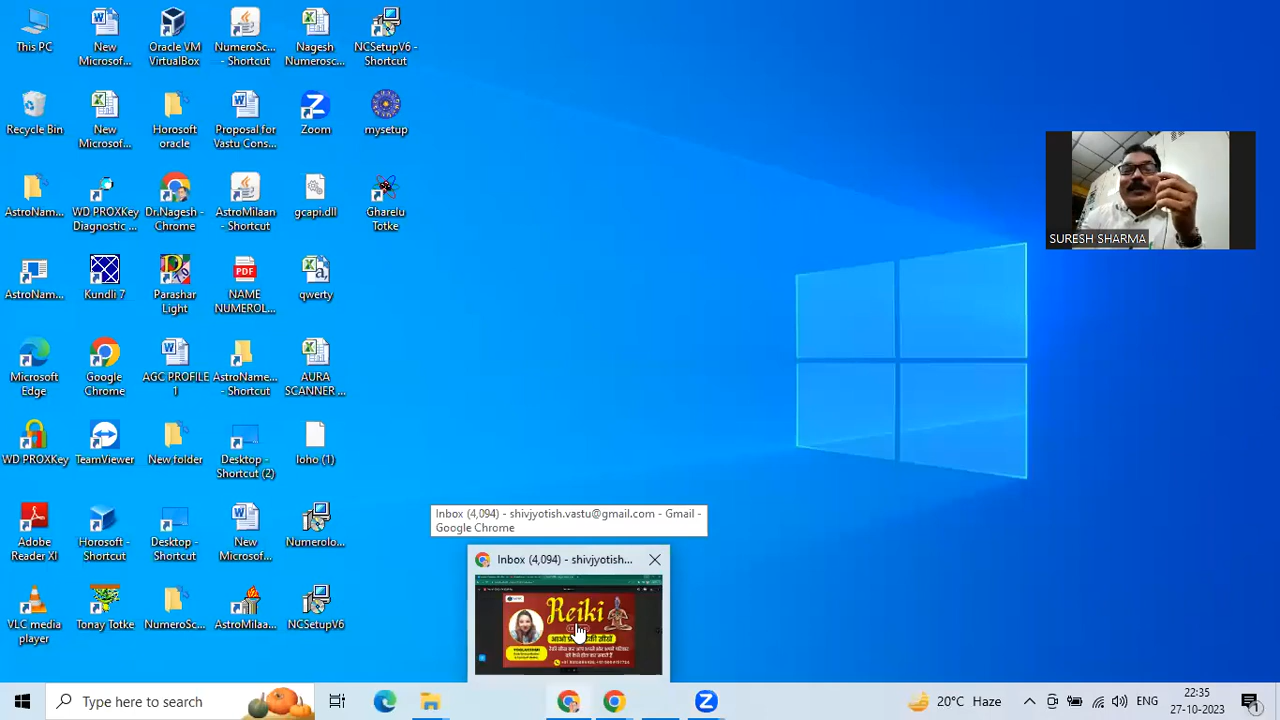 This PC
New
Microsof...
Oracle VM
VirtualBox
NumeroSc...
- Shortcut
Nagesh
Numerosc...
NCSetupV6 -
Shortcut
Recycle Bin
New
Microsof...
Horosoft
oracle
Proposal for
Vastu Cons...
Zoom
mysetup
AstroNam...
WD PROXKey
Diagnostic ...
Dr.Nagesh -
Chrome
AstroMilaan
- Shortcut
gcapi.dll
Gharelu
Totke
SURESH SHARMA
AstroNam...
Kundli 7
Parashar
Light
NAME
NUMEROL...
qwerty
Microsoft
Edge
Google
Chrome
AGC PROFILE
1
AstroName...
- Shortcut
AURA
SCANNER ...
WD PROXKey
TeamViewer
New folder
Desktop -
Shortcut (2)
loho (1)
Adobe
Reader XI
Horosoft -
Shortcut
Desktop -
Shortcut
New
Microsof...
Numerolo...
Inbox (4,094) - shivjyotish.vastu@gmail.com - Gmail -
Google Chrome
Inbox (4,094) - shivjyotish...
Reiki
VLC media
player
Tonay Totke
NumeroSc...
AstroMilaa...
NCSetupV6
Type here to search
20°C Haze
ENG
22:35
27-10-2023